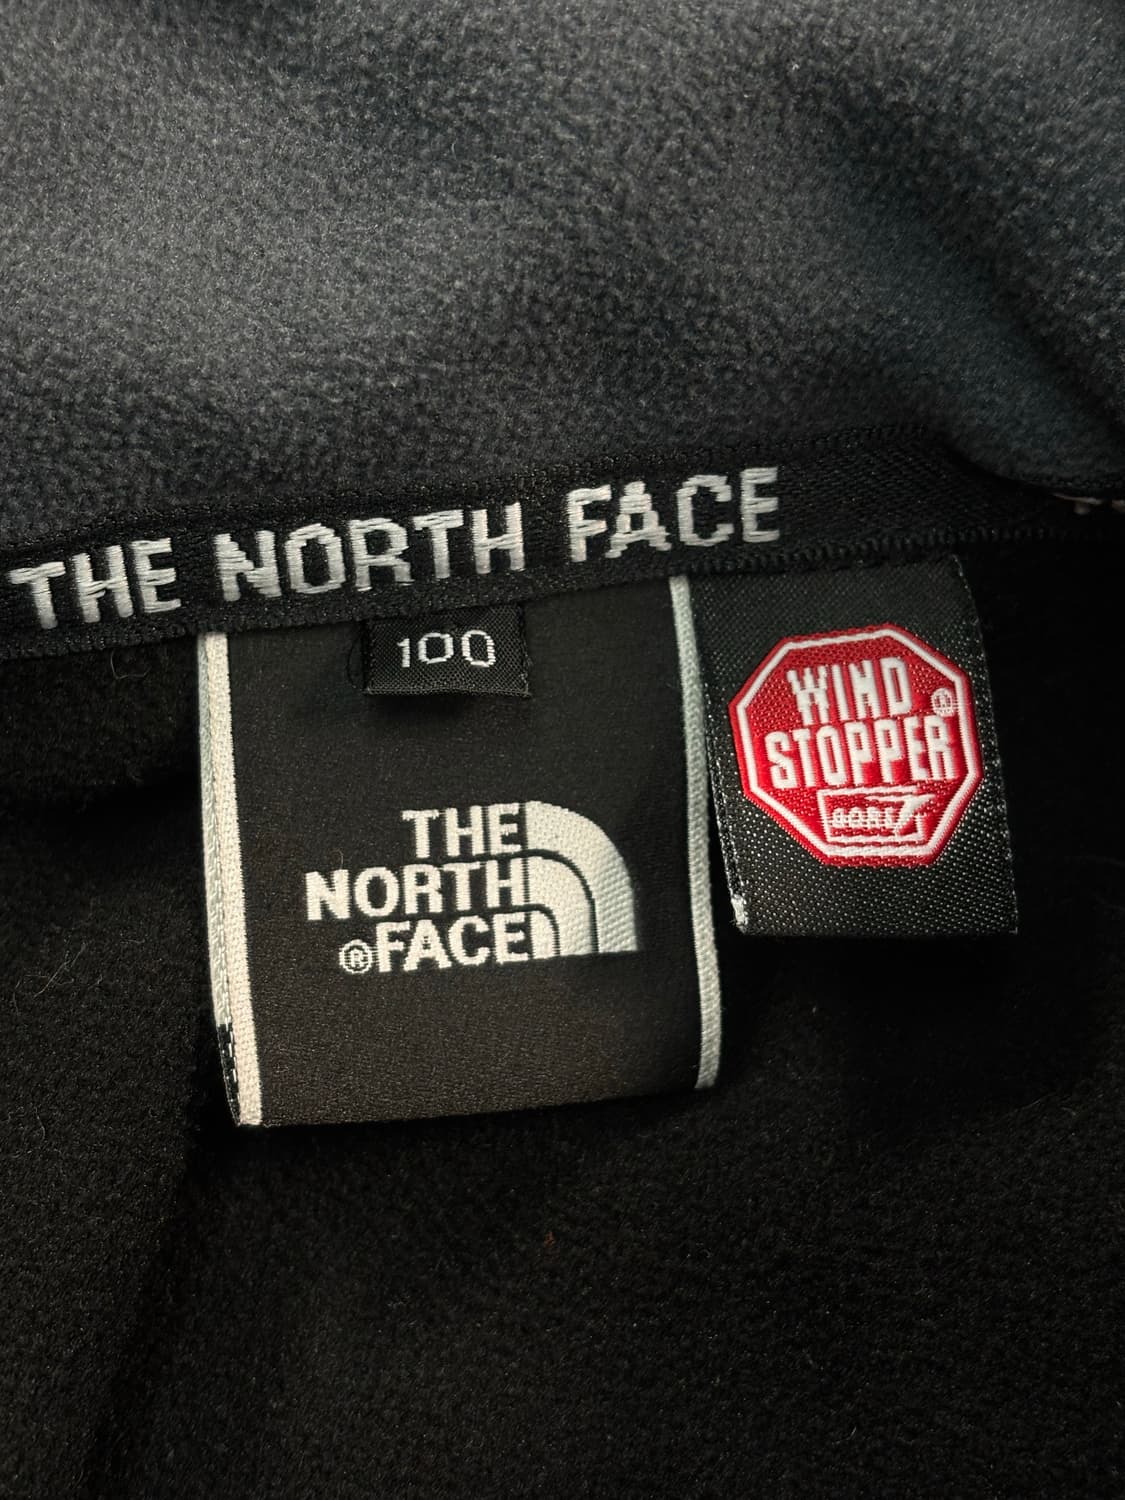 THE NORTH FACE
100
THE
NORTH
®FACE
WIND ®
STOPPER
GORE